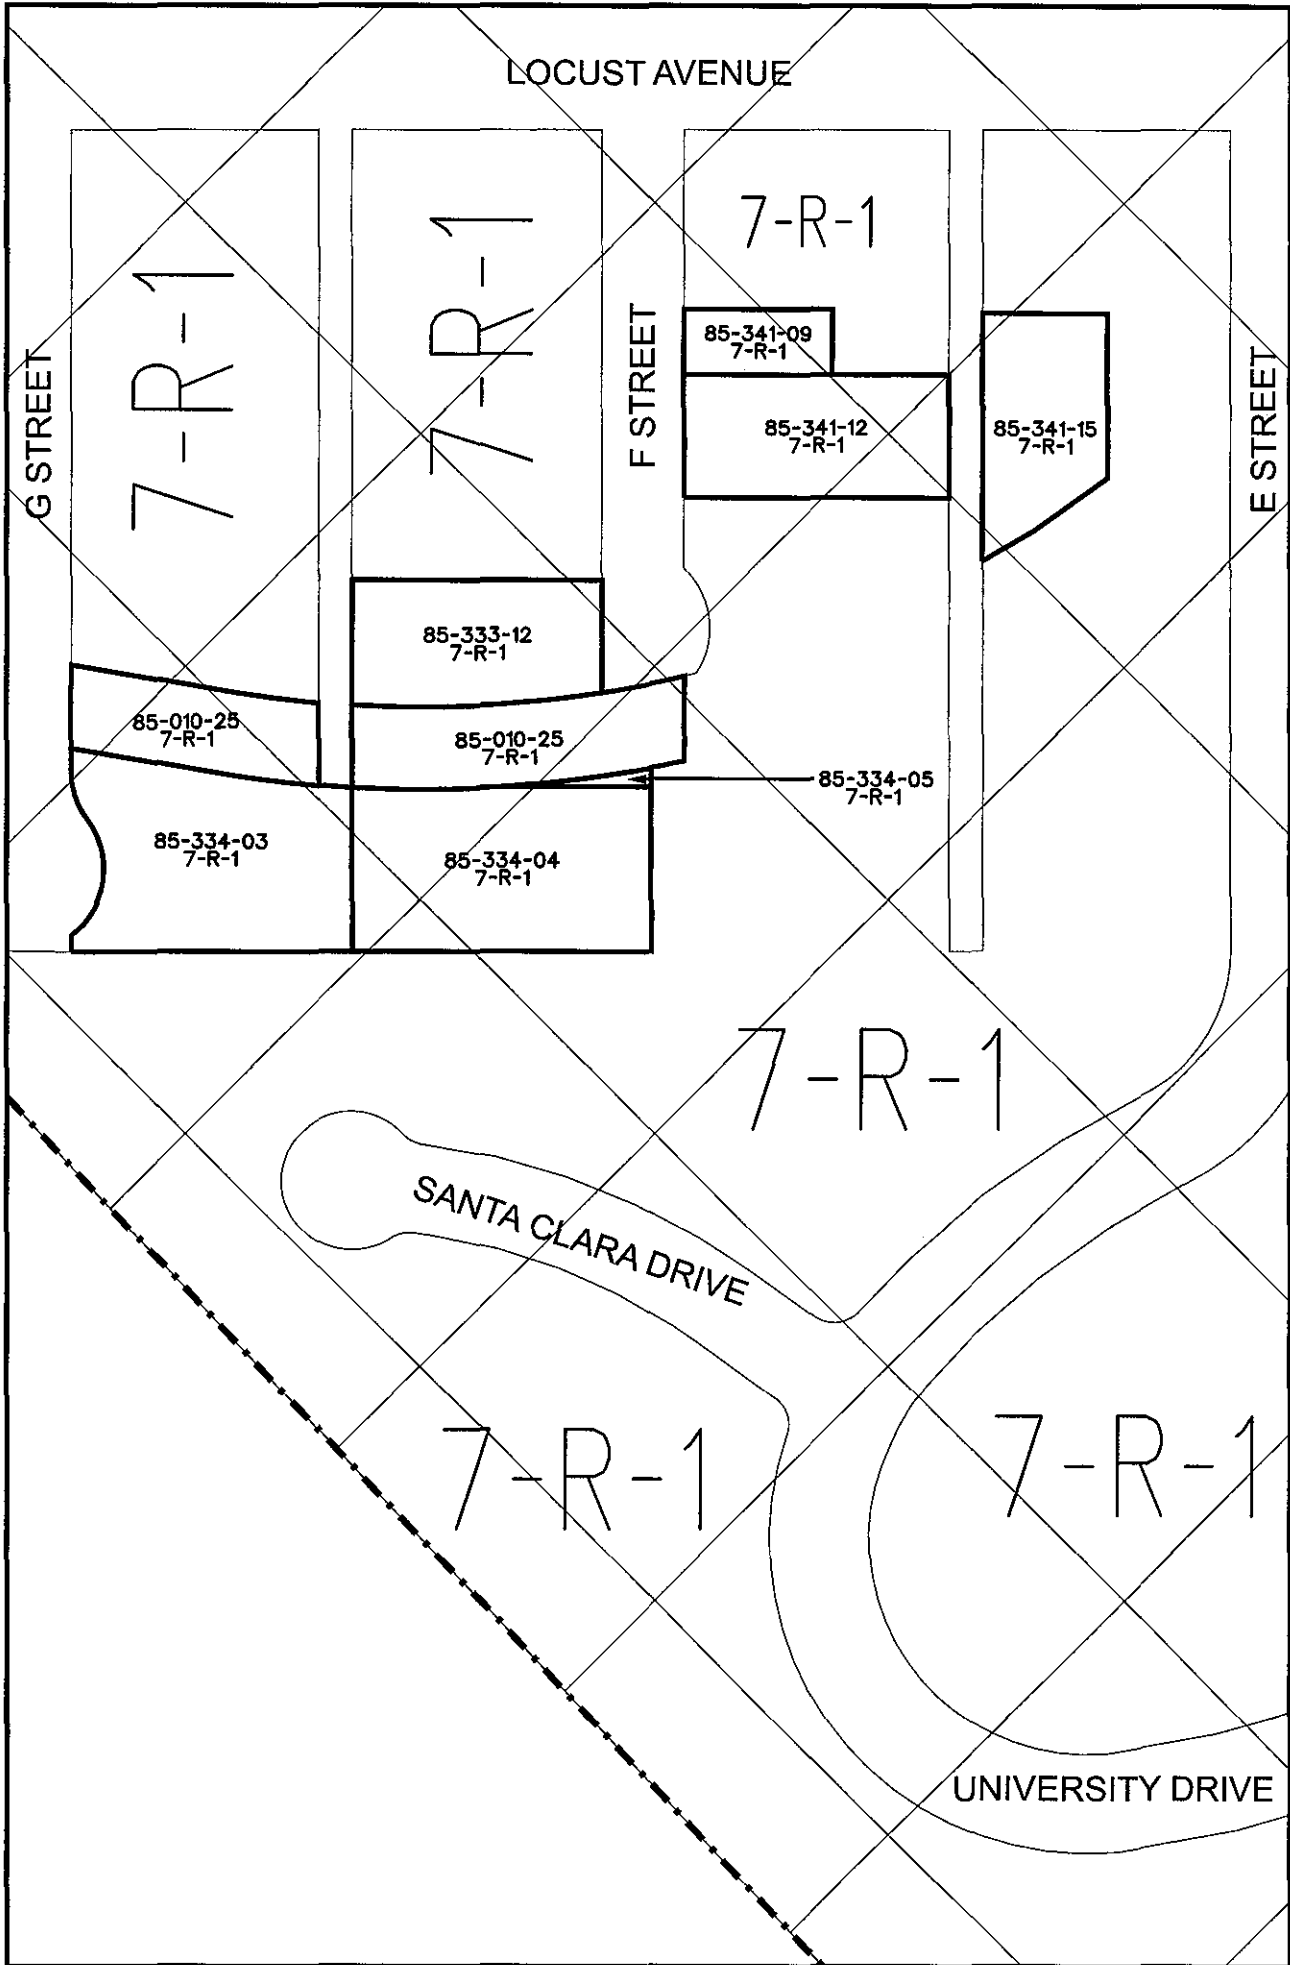 LOCUST AVENUE
7-R-1
7-R-1
7-R-1
G STREET
F STREET
E STREET
85-341-09
7-R-1
85-341-12
7-R-1
85-341-15
7-R-1
85-333-12
7-R-1
85-010-25
7-R-1
85-010-25
7-R-1
85-334-05
7-R-1
85-334-03
7-R-1
85-334-04
7-R-1
7-R-1
SANTA CLARA DRIVE
7-R-1
7-R-1
UNIVERSITY DRIVE